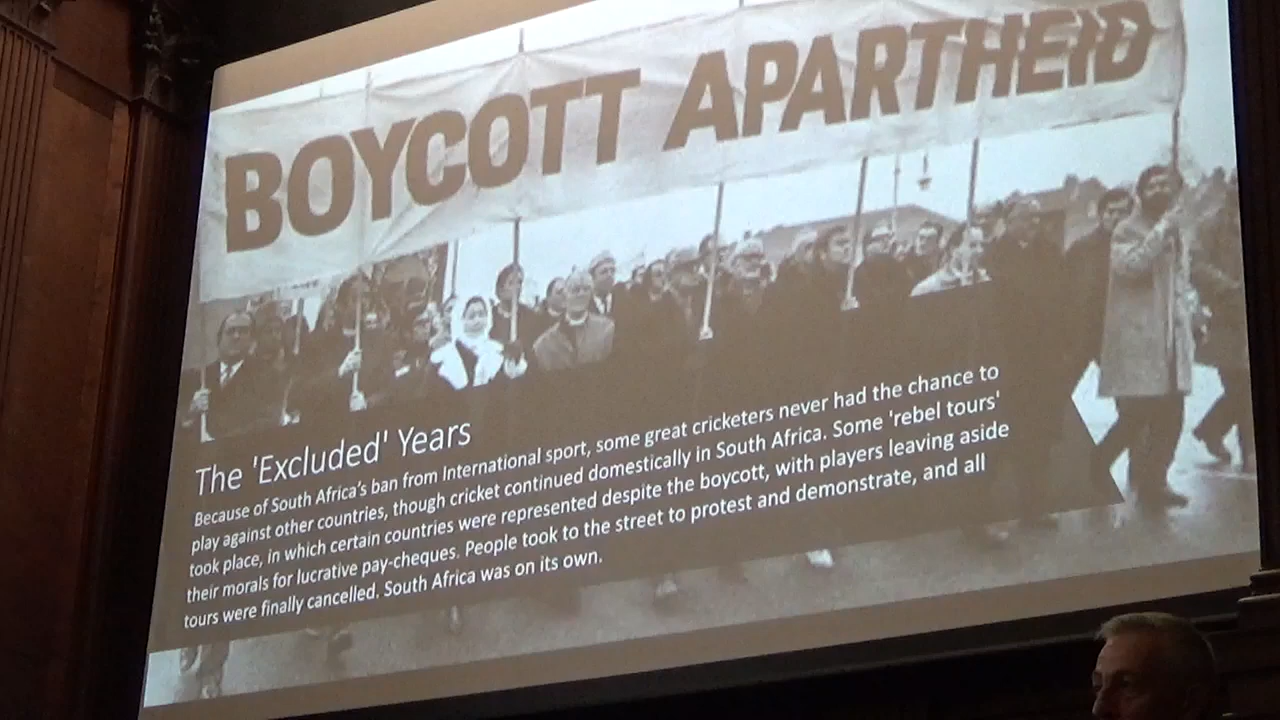 BOYCOTT APARTHEID
The 'Excluded' Years
Because of South Africa's ban from International sport, some great cricketers never had the chance to
play against other countries, though cricket continued domestically in South Africa. Some 'rebel tours'
took place, in which certain countries were represented despite the boycott, with players leaving aside
their morals for lucrative pay-cheques. People took to the street to protest and demonstrate, and all
tours were finally cancelled. South Africa was on its own.